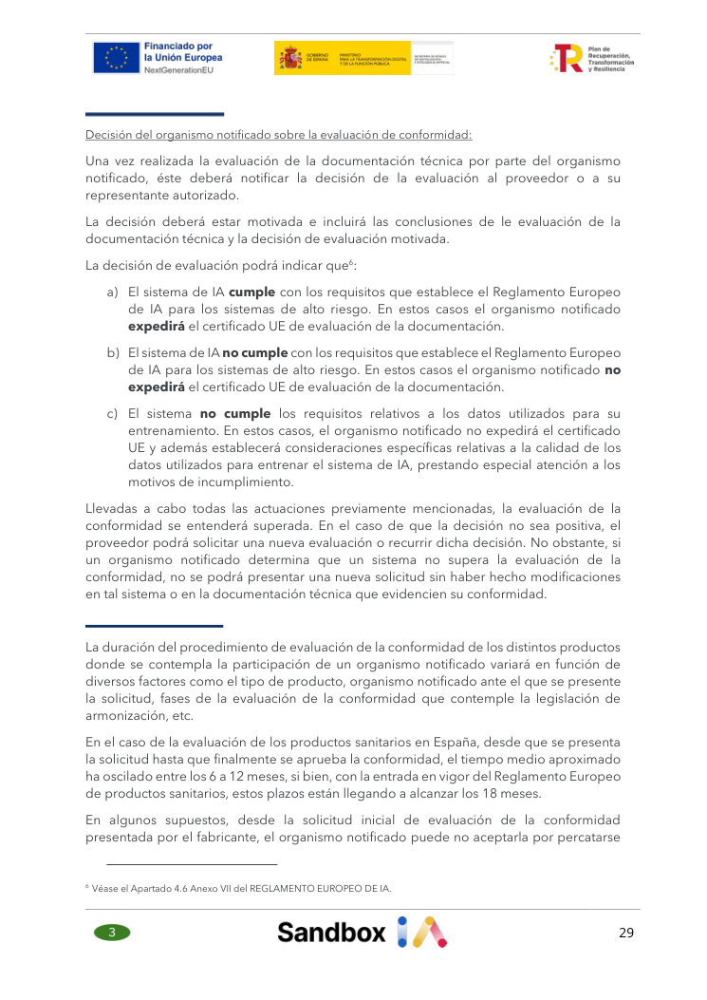 Financiado por
la Unión Europea
NextGenerationEU
GOBIERNO
DE ESPAÑA
MINISTERIO
PARA LA TRANSFORMACIÓN DIGITAL
Y DE LA FUNCIÓN PÚBLICA
SECRETARÍA DE ESTADO
DE DIGITALIZACIÓN
E INTELIGENCIA ARTIFICIAL
Plan de
Recuperación,
Transformación
y Resiliencia
Decisión del organismo notificado sobre la evaluación de conformidad:
Una vez realizada la evaluación de la documentación técnica por parte del organismo
notificado, éste deberá notificar la decisión de la evaluación al proveedor o a su
representante autorizado.
La decisión deberá estar motivada e incluirá las conclusiones de le evaluación de la
documentación técnica y la decisión de evaluación motivada.
La decisión de evaluación podrá indicar que6:
a) El sistema de IA cumple con los requisitos que establece el Reglamento Europeo
de IA para los sistemas de alto riesgo. En estos casos el organismo notificado
expedirá el certificado UE de evaluación de la documentación.
b) El sistema de IA no cumple con los requisitos que establece el Reglamento Europeo
de IA para los sistemas de alto riesgo. En estos casos el organismo notificado no
expedirá el certificado UE de evaluación de la documentación.
c) El sistema no cumple los requisitos relativos a los datos utilizados para su
entrenamiento. En estos casos, el organismo notificado no expedirá el certificado
UE y además establecerá consideraciones específicas relativas a la calidad de los
datos utilizados para entrenar el sistema de IA, prestando especial atención a los
motivos de incumplimiento.
Llevadas a cabo todas las actuaciones previamente mencionadas, la evaluación de la
conformidad se entenderá superada. En el caso de que la decisión no sea positiva, el
proveedor podrá solicitar una nueva evaluación o recurrir dicha decisión. No obstante, si
un organismo notificado determina que un sistema no supera la evaluación de la
conformidad, no se podrá presentar una nueva solicitud sin haber hecho modificaciones
en tal sistema o en la documentación técnica que evidencien su conformidad.
La duración del procedimiento de evaluación de la conformidad de los distintos productos
donde se contempla la participación de un organismo notificado variará en función de
diversos factores como el tipo de producto, organismo notificado ante el que se presente
la solicitud, fases de la evaluación de la conformidad que contemple la legislación de
armonización, etc.
En el caso de la evaluación de los productos sanitarios en España, desde que se presenta
la solicitud hasta que finalmente se aprueba la conformidad, el tiempo medio aproximado
ha oscilado entre los 6 a 12 meses, si bien, con la entrada en vigor del Reglamento Europeo
de productos sanitarios, estos plazos están llegando a alcanzar los 18 meses.
En algunos supuestos, desde la solicitud inicial de evaluación de la conformidad
presentada por el fabricante, el organismo notificado puede no aceptarla por percatarse
6 Véase el Apartado 4.6 Anexo VII del REGLAMENTO EUROPEO DE IA.
3
Sandbox IA
29